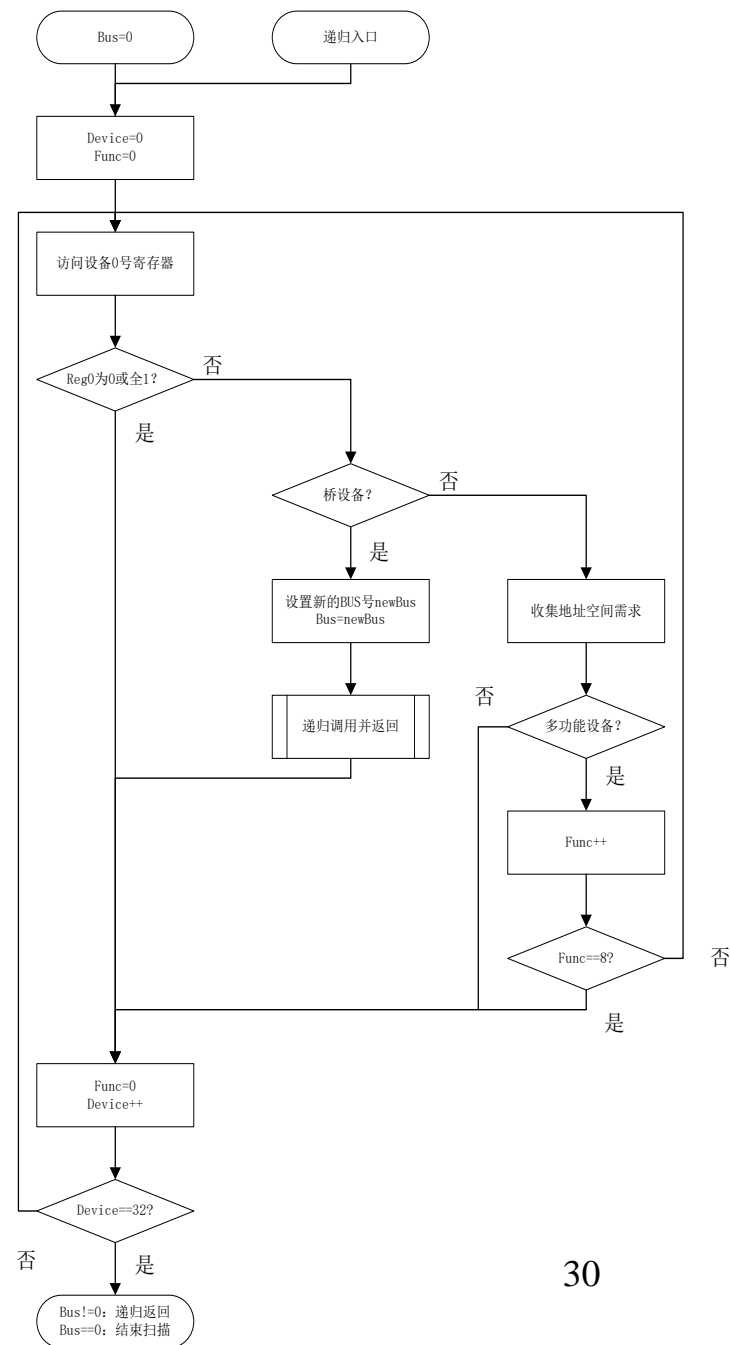 Bus=0
递归入口
Device=0
Func=0
访问设备0号寄存器
Reg0为0或全1?
否
是
桥设备?
否
是
设置新的BUS号newBus
Bus=newBus
收集地址空间需求
递归调用并返回
否
多功能设备?
是
Func++
Func==8?
否
是
Func=0
Device++
Device==32?
否
是
30
Bus!=0: 递归返回
Bus==0: 结束扫描